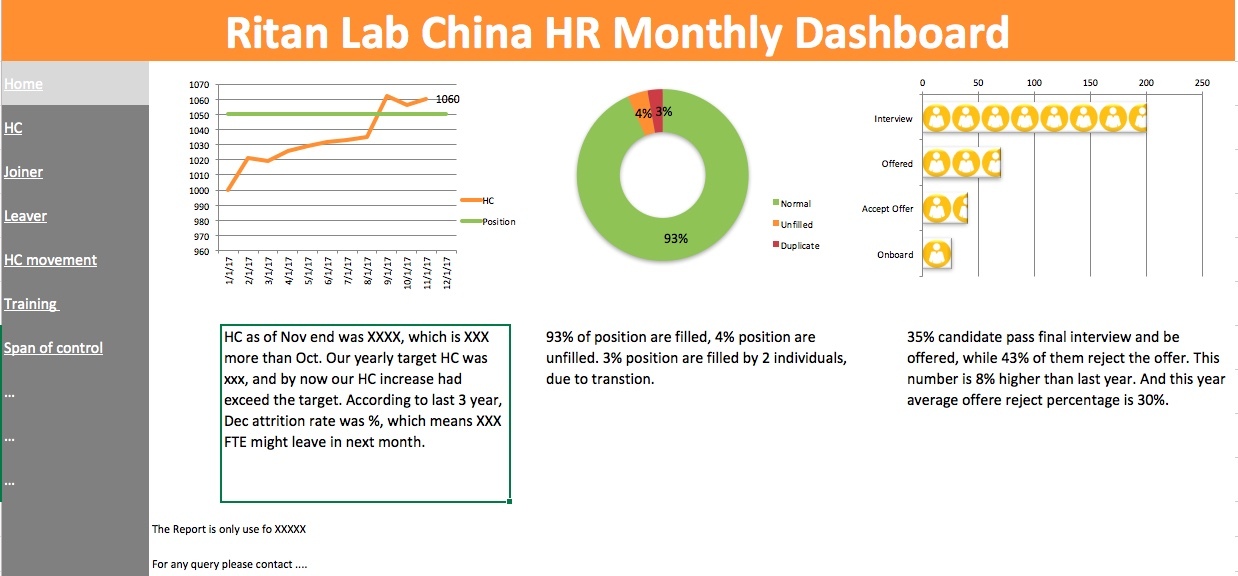 Ritan Lab China HR Monthly Dashboard
Home
HC
Joiner
Leaver
HC movement
Training
Span of control
...
...
...
1070
1060
1050
1040
1030
1020
1010
1000
990
980
970
960
1060
HC
Position
1/1/17
2/1/17
3/1/17
4/1/17
5/1/17
6/1/17
7/1/17
8/1/17
9/1/17
10/1/17
11/1/17
12/1/17
4%
3%
93%
Normal
Unfilled
Duplicate
0
50
100
150
200
250
Interview
Offered
Accept Offer
Onboard
HC as of Nov end was XXXX, which is XXX
more than Oct. Our yearly target HC was
xxx, and by now our HC increase had
exceed the target. According to last 3 year,
Dec attrition rate was %, which means XXX
FTE might leave in next month.
93% of position are filled, 4% position are
unfilled. 3% position are filled by 2 individuals,
due to transtion.
35% candidate pass final interview and be
offered, while 43% of them reject the offer. This
number is 8% higher than last year. And this year
average offere reject percentage is 30%.
The Report is only use fo XXXXX
For any query please contact ....